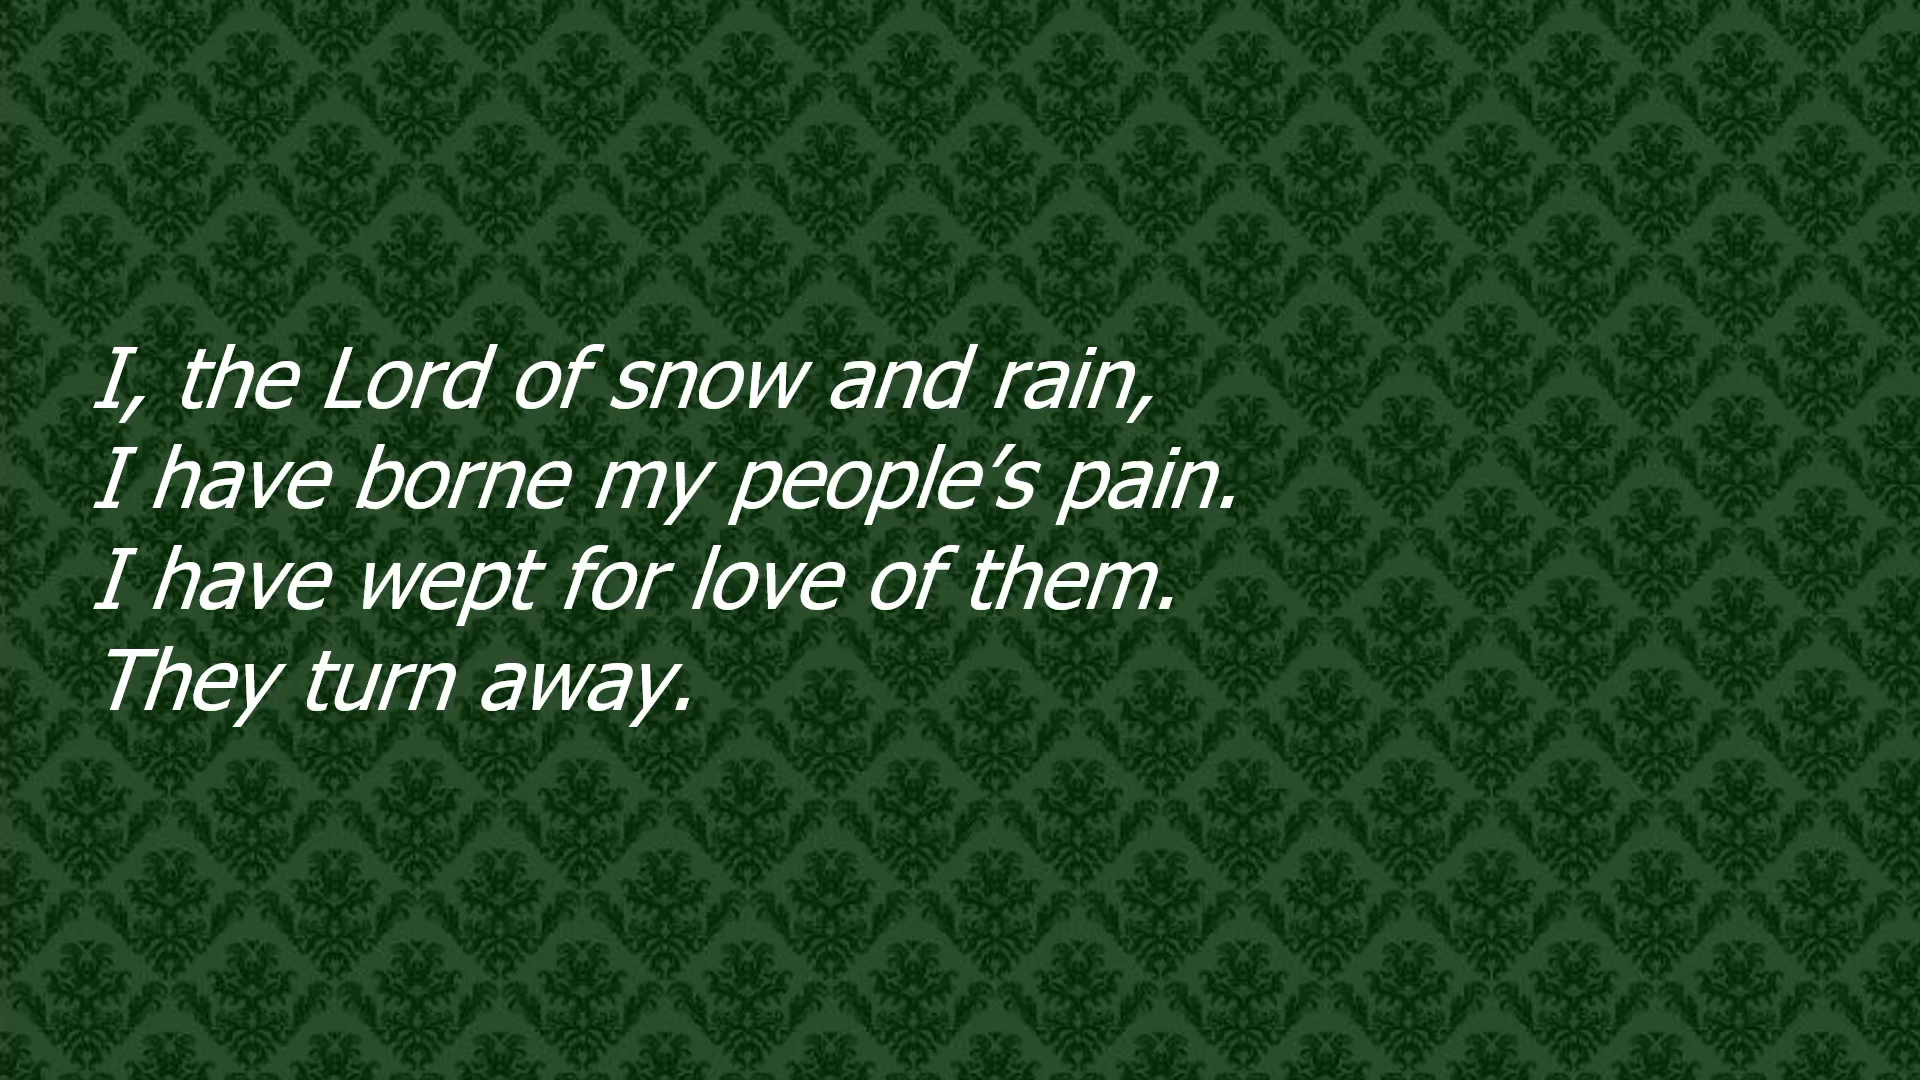 I, the Lord of snow and rain,
I have borne my people’s pain.
I have wept for love of them.
They turn away.